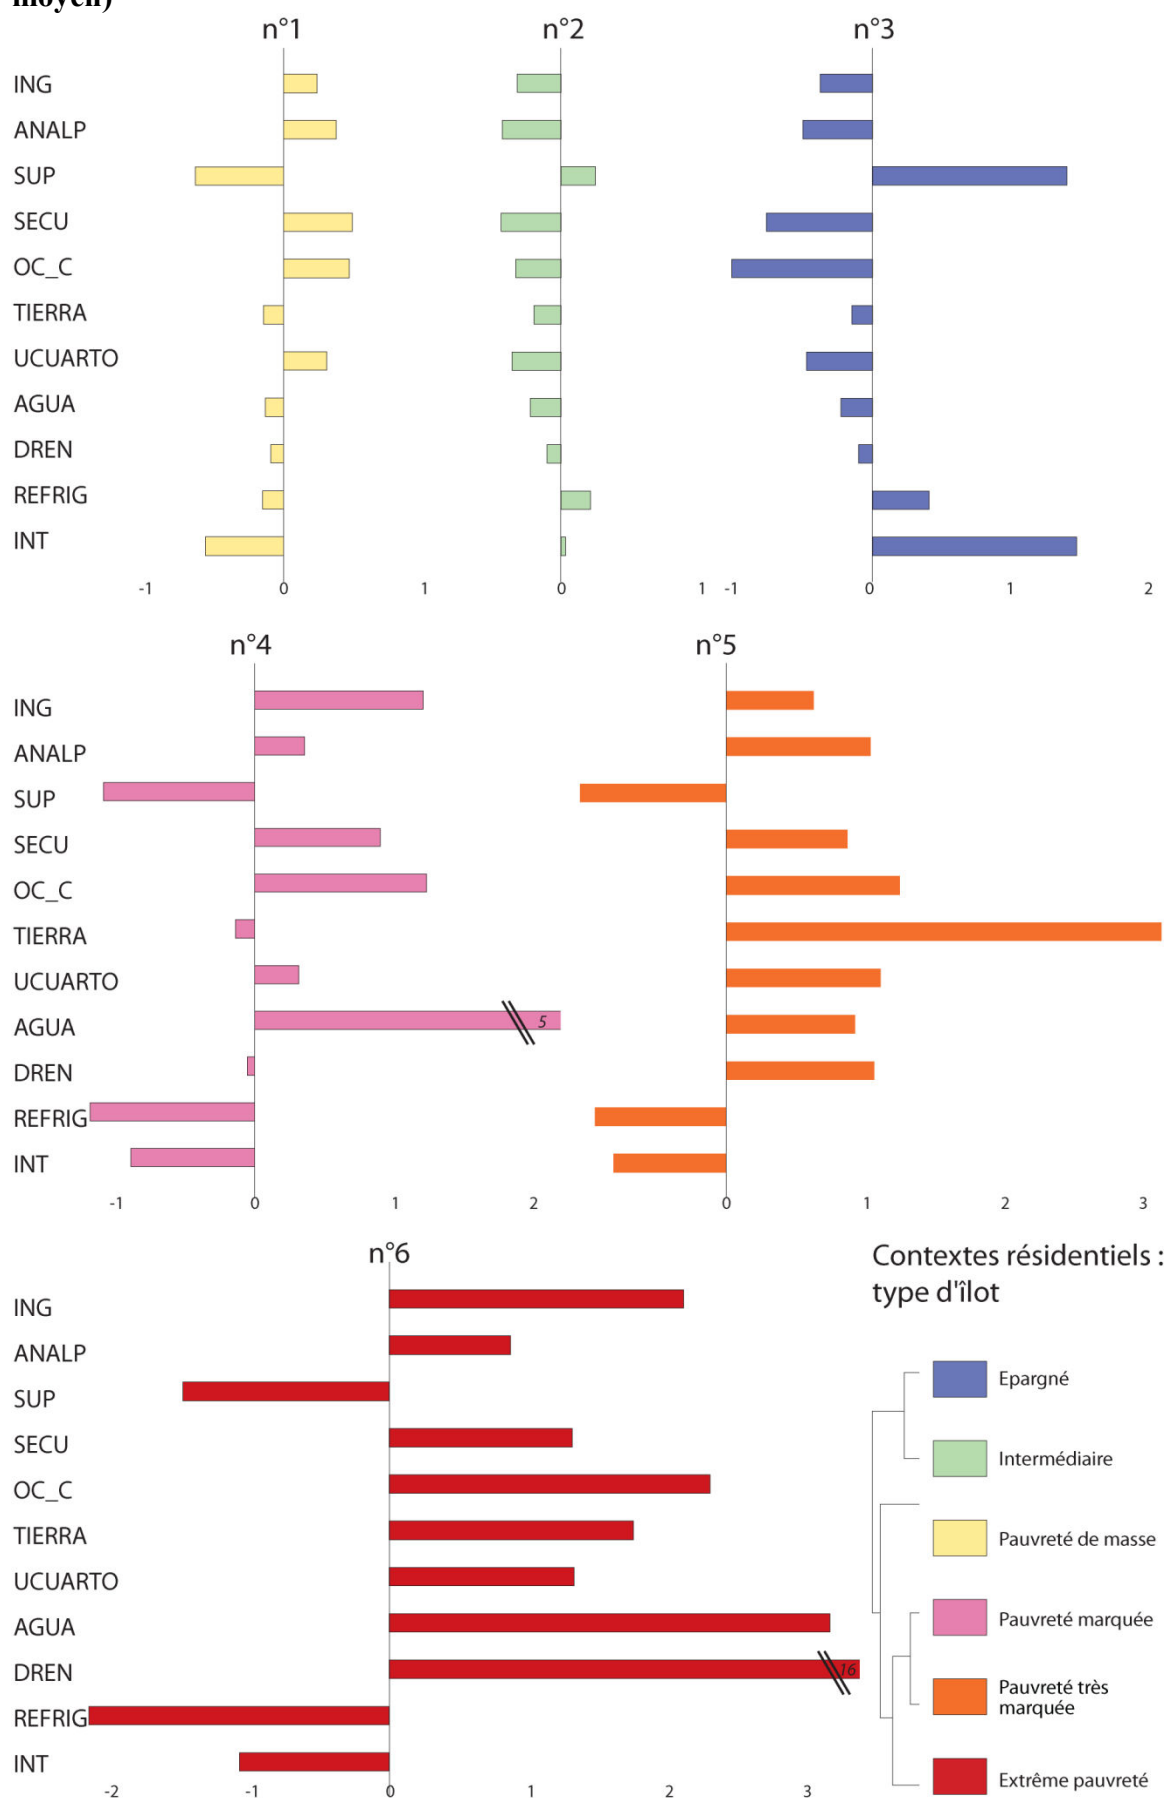 moyen)
n°1 n°2 n°3
ING
ANALP
SUP
SECU
OC_C
TIERRA
UCUARTO
AGUA
DREN
REFRIG
INT
-1 0 1 0 1 -1 0 1 2
n°4 n°5
ING
ANALP
SUP
SECU
OC_C
TIERRA
UCUARTO
AGUA 5
DREN
REFRIG
INT
-1 0 1 2 0 1 2 3
n°6
ING
ANALP
SUP
SECU
OC_C
TIERRA
UCUARTO
AGUA
DREN 16
REFRIG
INT
-2 -1 0 1 2 3
Contextes résidentiels :
type d'îlot
Epargné
Intermédiaire
Pauvreté de masse
Pauvreté marquée
Pauvreté très
marquée
Extrême pauvreté